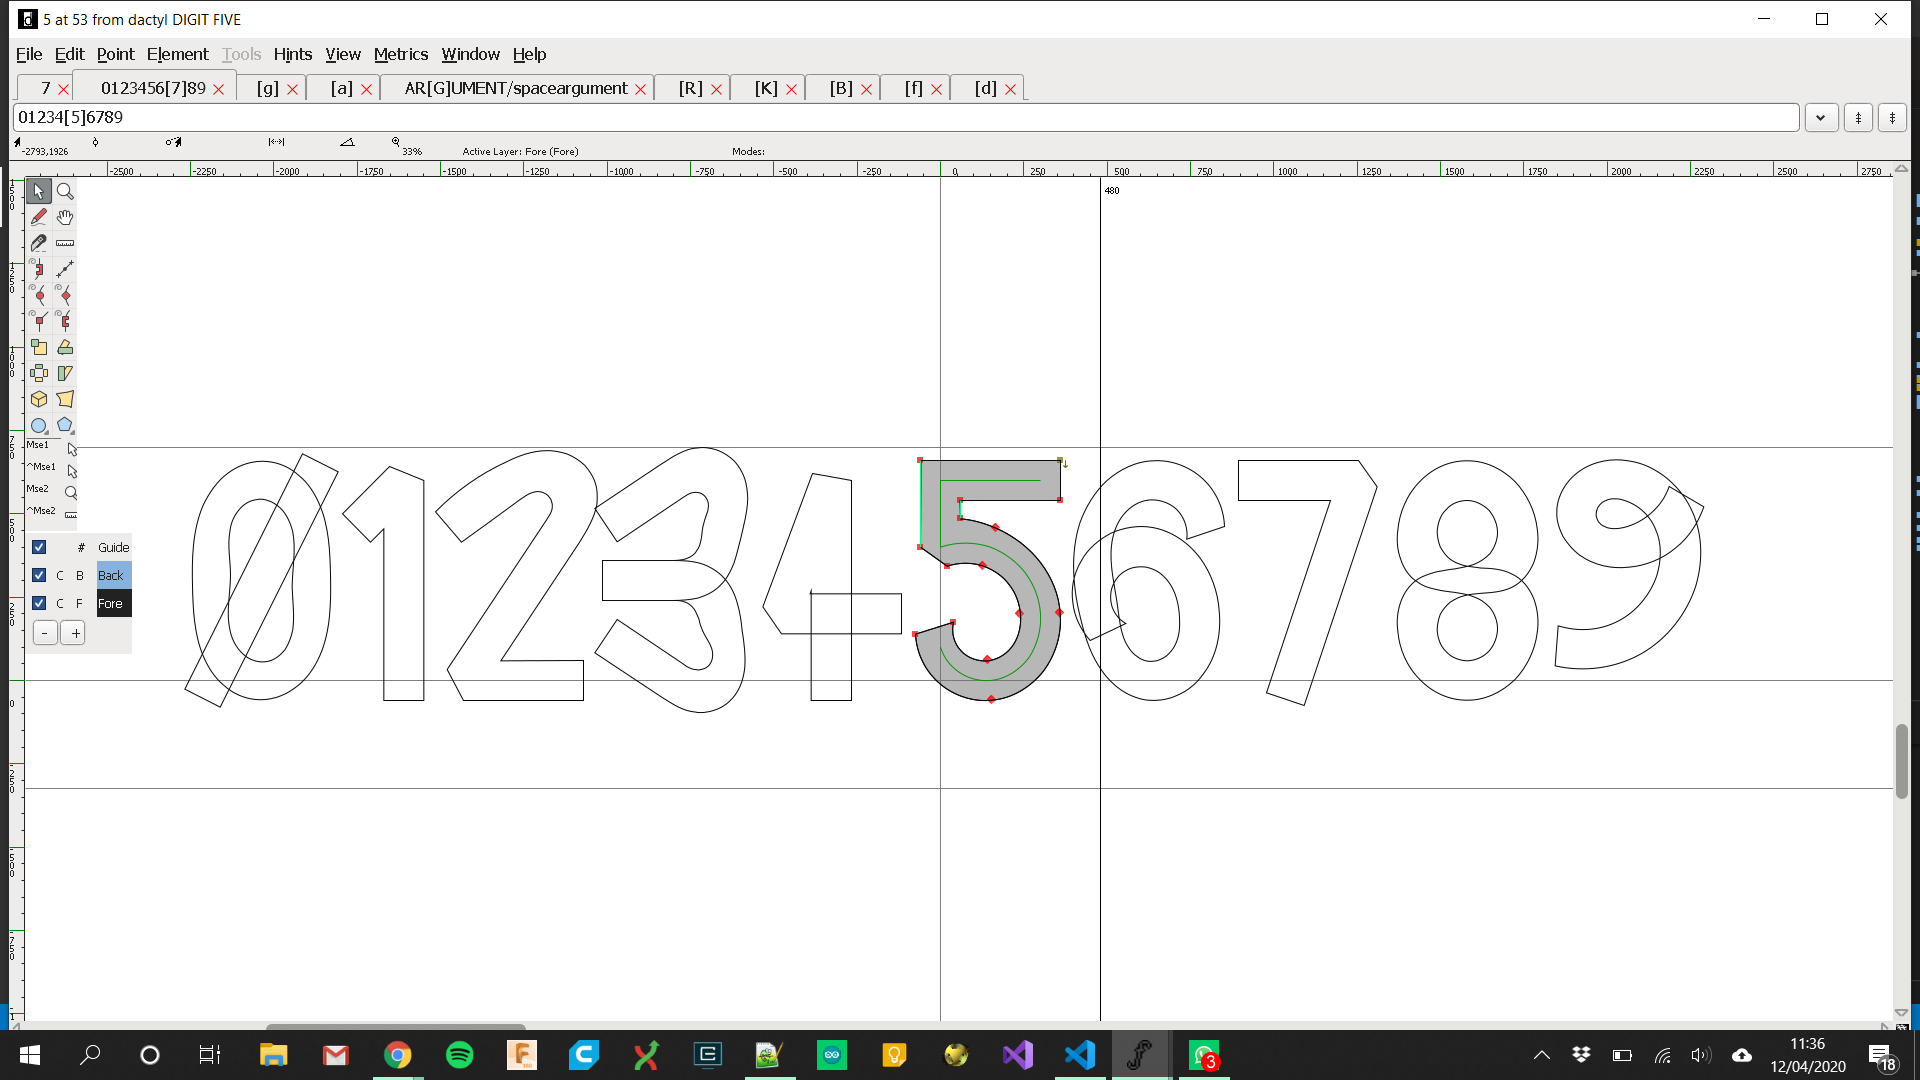 5 at 53 from dactyl DIGIT FIVE
File Edit Point Element Tools Hints View Metrics Window Help
7 0123456[7]89 [g] [a] AR[G]UMENT/spaceargument [R] [K] [B] [f] [d]
01234[5]6789
-2793,1926 33% Active Layer: Fore (Fore) Modes:
-2500 -2250 -2000 -1750 -1500 -1250 -1000 -750 -500 -250 0 250 500 750 1000 1250 1500 1750 2000 2250 2500 2750
480
Mse1
^Mse1
Mse2
^Mse2
# Guide
C B Back
C F Fore
- +
0123456789
3
11:36
12/04/2020
18